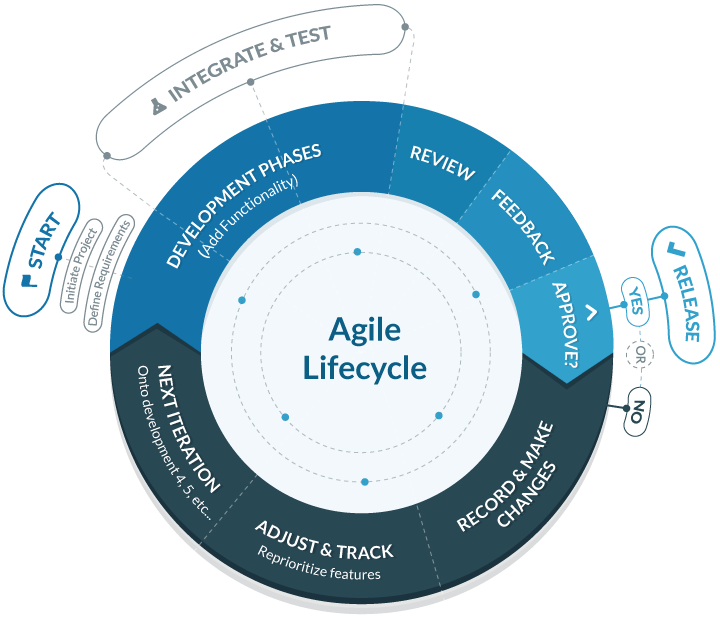 INTEGRATE & TEST
START
Initiate Project
Define Requirements
DEVELOPMENT PHASES
(Add Functionality)
REVIEW
FEEDBACK
APPROVE?
YES
OR
NO
RELEASE
RECORD & MAKE
CHANGES
ADJUST & TRACK
Reprioritize features
NEXT ITERATION
Onto development 4, 5, etc...
Agile
Lifecycle